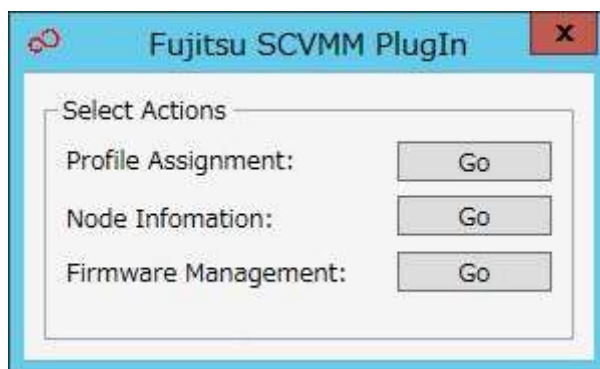 Fujitsu SCVMM PlugIn
x
Select Actions
Profile Assignment:
Go
Node Infomation:
Go
Firmware Management:
Go